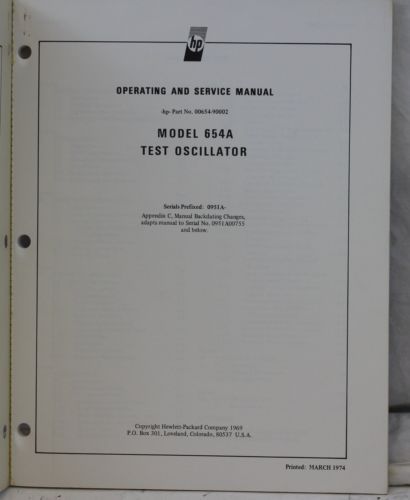 hp
OPERATING AND SERVICE MANUAL
-hp- Part No. 00654-90002
MODEL 654A
TEST OSCILLATOR
Serials Prefixed: 0951A-
Appendix C, Manual Backdating Changes,
adapts manual to Serial No. 0951A00755
and below.
Copyright Hewlett-Packard Company 1969
P.O. Box 301, Loveland, Colorado, 80537 U.S.A.
Printed: MARCH 1974